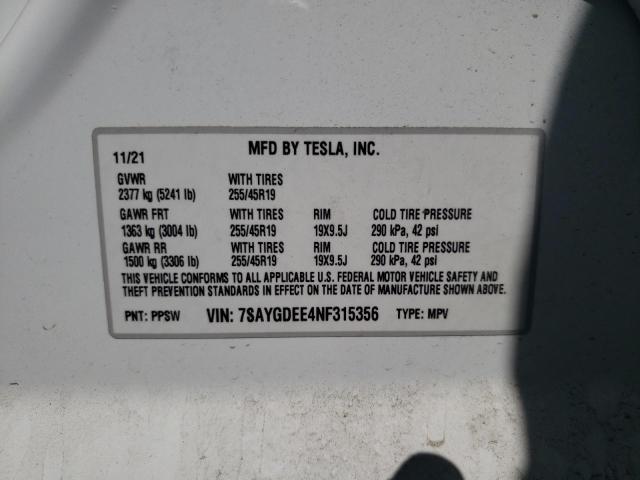 MFD BY TESLA, INC.
11/21
GVWR WITH TIRES
2377 kg (5241 lb) 255/45R19
GAWR FRT WITH TIRES RIM COLD TIRE PRESSURE
1363 kg (3004 lb) 255/45R19 19X9.5J 290 kPa, 42 psi
GAWR RR WITH TIRES RIM COLD TIRE PRESSURE
1500 kg (3306 lb) 255/45R19 19X9.5J 290 kPa, 42 psi
THIS VEHICLE CONFORMS TO ALL APPLICABLE U.S. FEDERAL MOTOR VEHICLE SAFETY AND
THEFT PREVENTION STANDARDS IN EFFECT ON THE DATE OF MANUFACTURE SHOWN ABOVE.
PNT: PPSW VIN: 7SAYGDEE4NF315356 TYPE: MPV